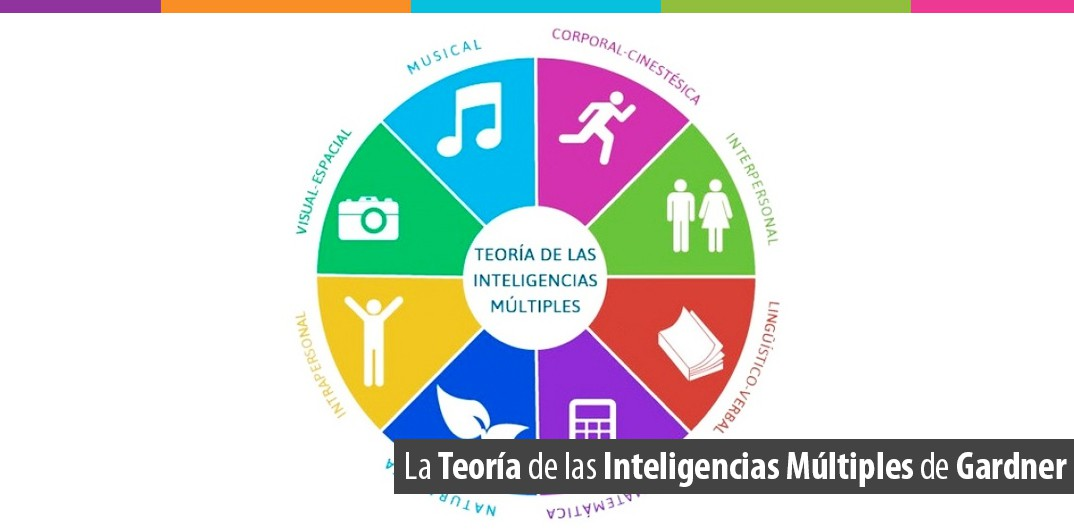 MUSICAL
CORPORAL-CINESTÉSICA
VISUAL-ESPACIAL
INTERPERSONAL
TEORÍA DE LAS
INTELIGENCIAS
MÚLTIPLES
INTRAPERSONAL
LINGÜÍSTICO-VERBAL
La Teoría de las Inteligencias Múltiples de Gardner